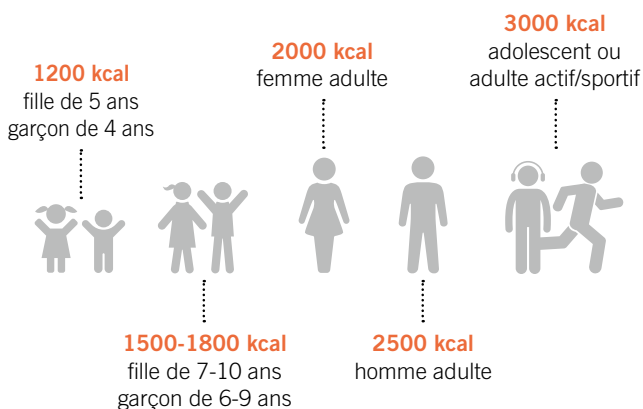 1200 kcal
fille de 5 ans
garçon de 4 ans
1500-1800 kcal
fille de 7-10 ans
garçon de 6-9 ans
2000 kcal
femme adulte
2500 kcal
homme adulte
3000 kcal
adolescent ou
adulte actif/sportif